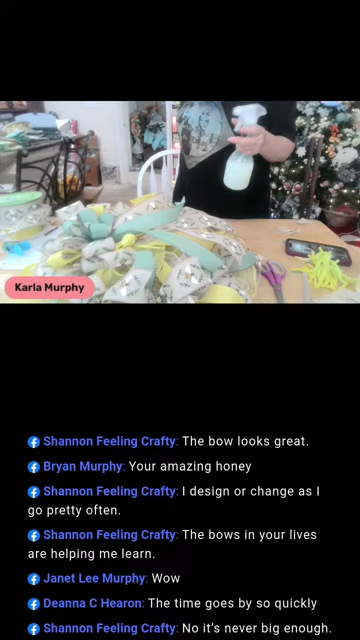 Karla Murphy
Shannon Feeling Crafty: The bow looks great.
Bryan Murphy: Your amazing honey
Shannon Feeling Crafty: I design or change as I
go pretty often.
Shannon Feeling Crafty: The bows in your lives
are helping me learn.
Janet Lee Murphy: Wow
Deanna C Hearon: The time goes by so quickly
Shannon Feeling Crafty: No it's never big enough.